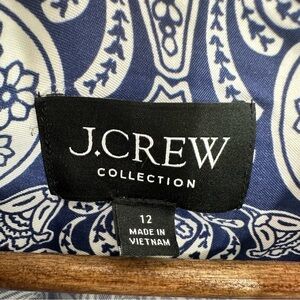 J.CREW
COLLECTION
12
MADE IN
VIETNAM